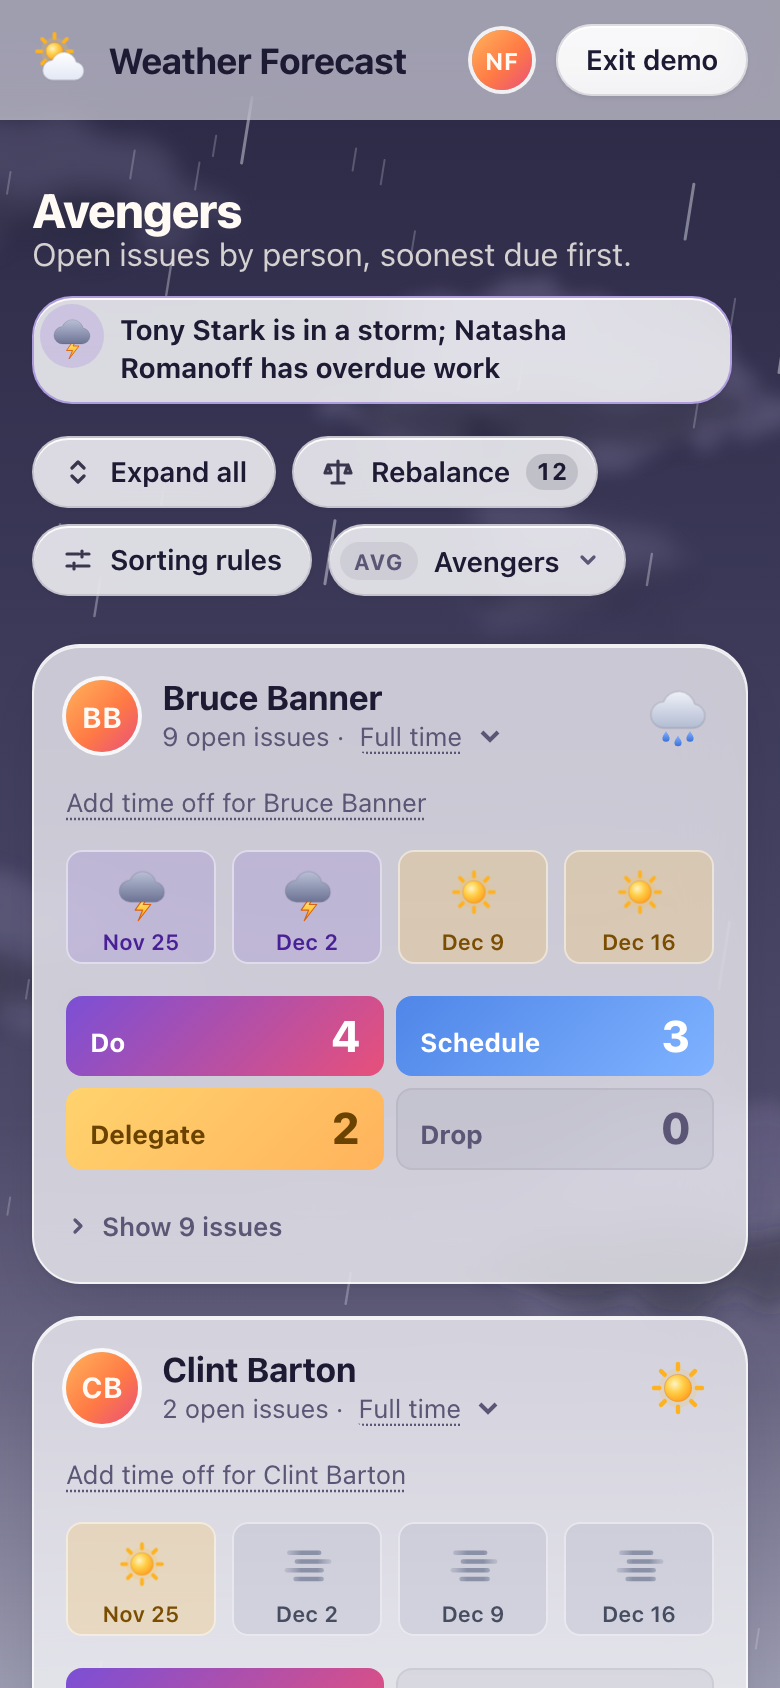 Weather Forecast
NF
Exit demo
Avengers
Open issues by person, soonest due first.
Tony Stark is in a storm; Natasha
Romanoff has overdue work
Expand all
Rebalance 12
Sorting rules
AVG Avengers
BB
Bruce Banner
9 open issues · Full time
Add time off for Bruce Banner
Nov 25
Dec 2
Dec 9
Dec 16
Do 4
Schedule 3
Delegate 2
Drop 0
Show 9 issues
CB
Clint Barton
2 open issues · Full time
Add time off for Clint Barton
Nov 25
Dec 2
Dec 9
Dec 16